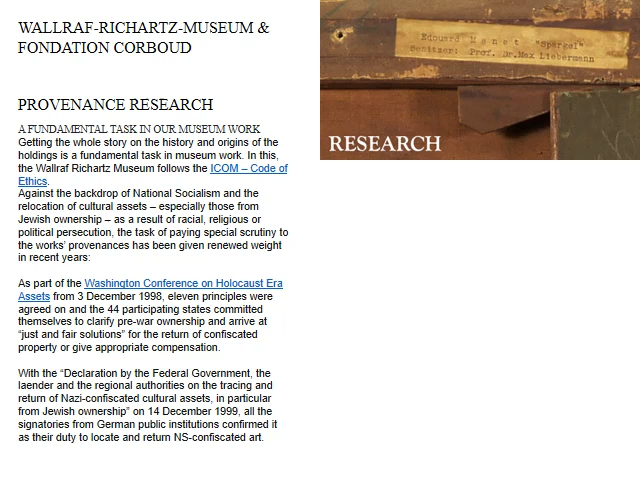 WALLRAF-RICHARTZ-MUSEUM &
FONDATION CORBOUD
PROVENANCE RESEARCH
A FUNDAMENTAL TASK IN OUR MUSEUM WORK
Getting the whole story on the history and origins of the
holdings is a fundamental task in museum work. In this,
the Wallraf Richartz Museum follows the ICOM – Code of
Ethics.
Against the backdrop of National Socialism and the
relocation of cultural assets – especially those from
Jewish ownership – as a result of racial, religious or
political persecution, the task of paying special scrutiny to
the works' provenances has been given renewed weight
in recent years:
As part of the Washington Conference on Holocaust Era
Assets from 3 December 1998, eleven principles were
agreed on and the 44 participating states committed
themselves to clarify pre-war ownership and arrive at
“just and fair solutions” for the return of confiscated
property or give appropriate compensation.
With the “Declaration by the Federal Government, the
laender and the regional authorities on the tracing and
return of Nazi-confiscated cultural assets, in particular
from Jewish ownership” on 14 December 1999, all the
signatories from German public institutions confirmed it
as their duty to locate and return NS-confiscated art.
Edouard M a n e t "Spargel"
Besitzer: Prof. Dr.Max Liebermann
RESEARCH